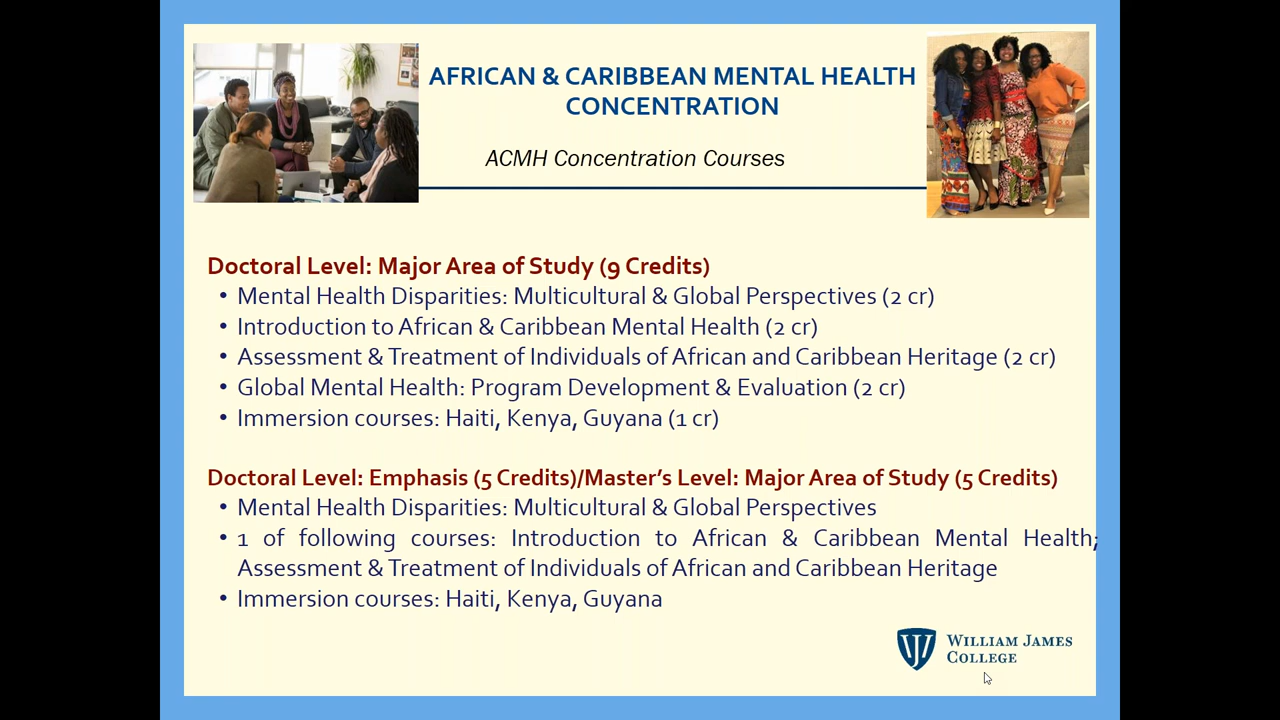 AFRICAN & CARIBBEAN MENTAL HEALTH
CONCENTRATION
ACMH Concentration Courses
Doctoral Level: Major Area of Study (9 Credits)
• Mental Health Disparities: Multicultural & Global Perspectives (2 cr)
• Introduction to African & Caribbean Mental Health (2 cr)
• Assessment & Treatment of Individuals of African and Caribbean Heritage (2 cr)
• Global Mental Health: Program Development & Evaluation (2 cr)
• Immersion courses: Haiti, Kenya, Guyana (1 cr)
Doctoral Level: Emphasis (5 Credits)/Master’s Level: Major Area of Study (5 Credits)
• Mental Health Disparities: Multicultural & Global Perspectives
• 1 of following courses: Introduction to African & Caribbean Mental Health;
Assessment & Treatment of Individuals of African and Caribbean Heritage
• Immersion courses: Haiti, Kenya, Guyana
WILLIAM JAMES
COLLEGE